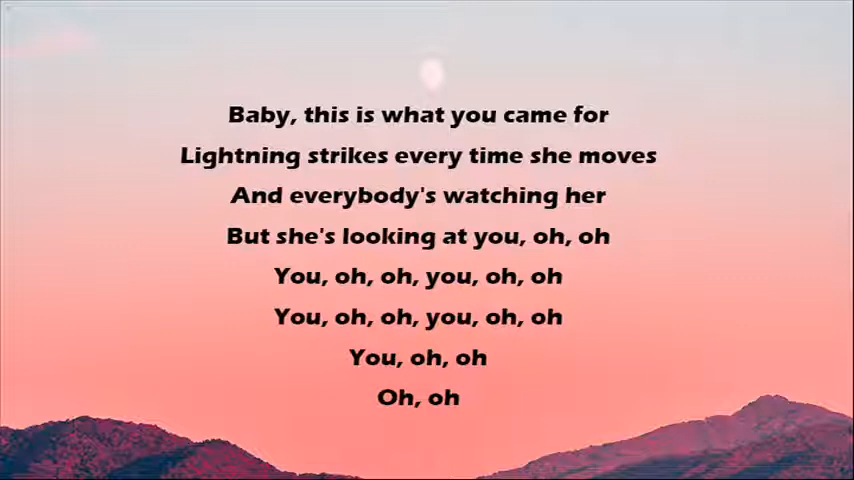 Baby, this is what you came for
Lightning strikes every time she moves
And everybody's watching her
But she's looking at you, oh, oh
You, oh, oh, you, oh, oh
You, oh, oh, you, oh, oh
You, oh, oh
Oh, oh